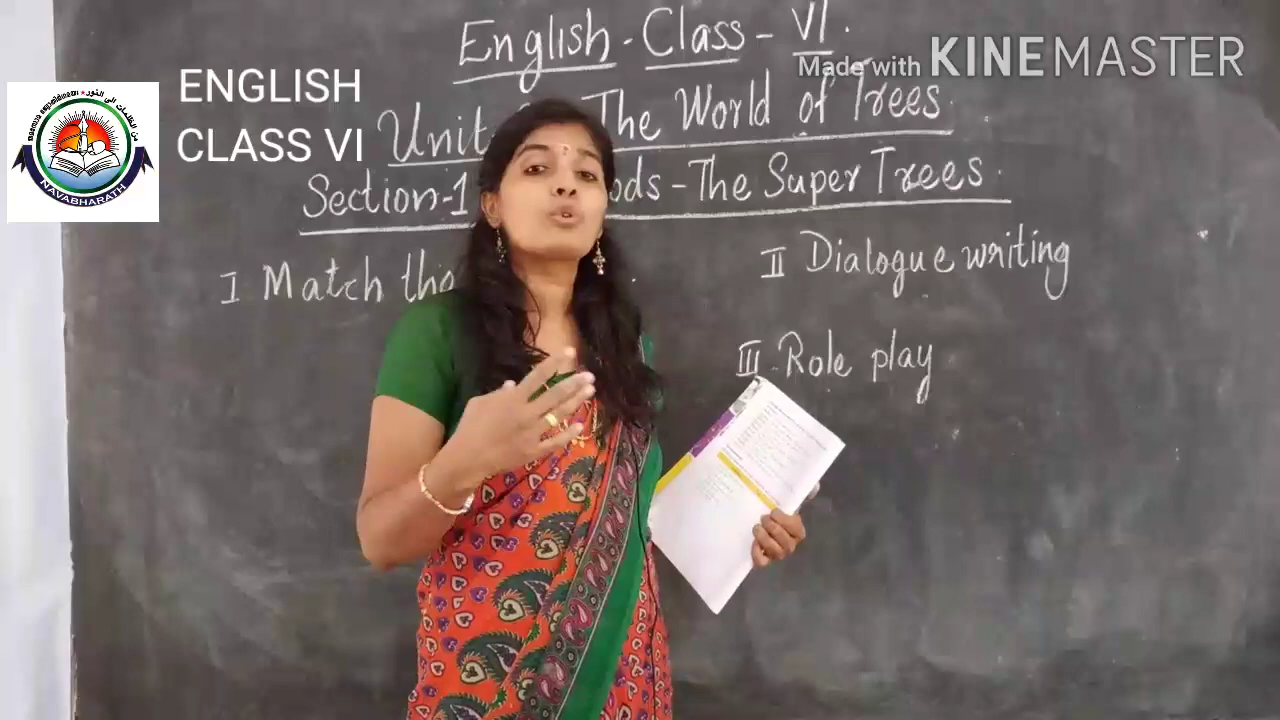 English - Class - VI.
Made with KINEMASTER
ENGLISH
CLASS VI
Unit The World of Trees.
Section-1 ods - The Super Trees.
I Match
II Dialogue writing
III Role play
NAVABHARATH